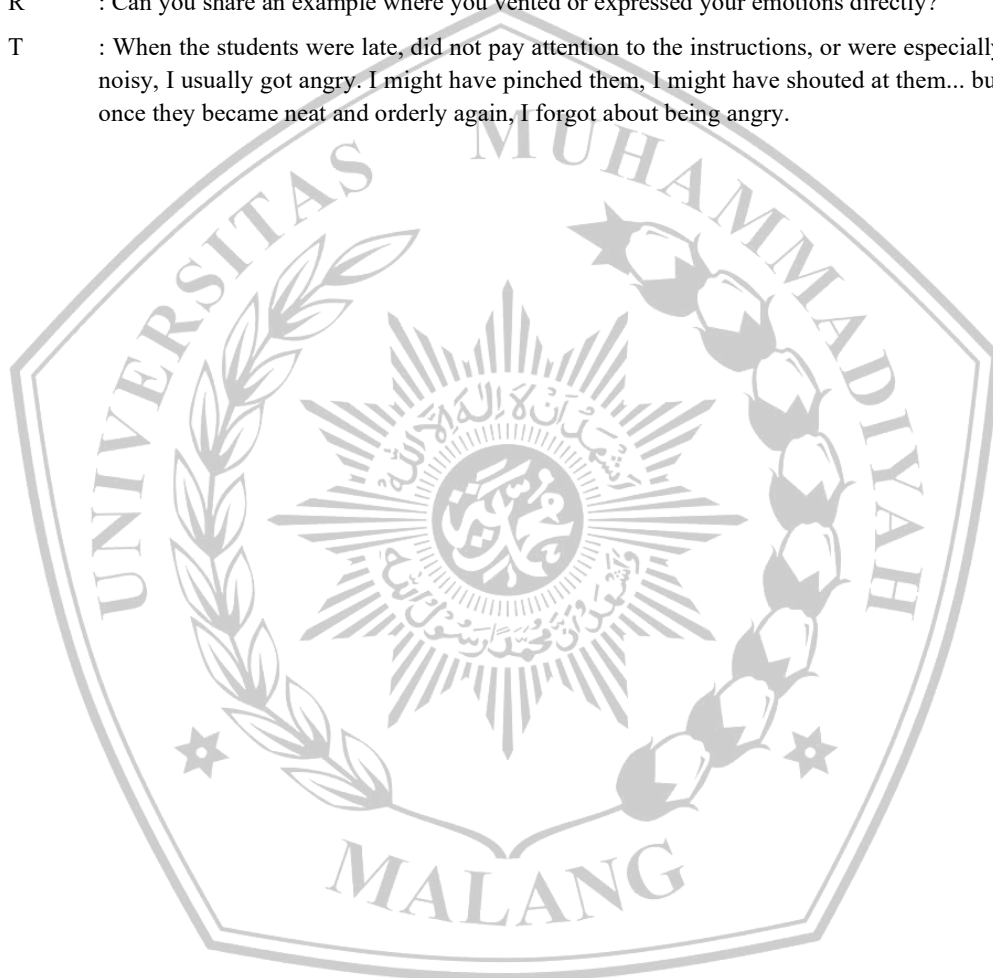 R : Can you share an example where you vented or expressed your emotions directly?
T : When the students were late, did not pay attention to the instructions, or were especially
noisy, I usually got angry. I might have pinched them, I might have shouted at them... bu
once they became neat and orderly again, I forgot about being angry.
UNIVERSITAS MUHAMMADIYAH
MALANG